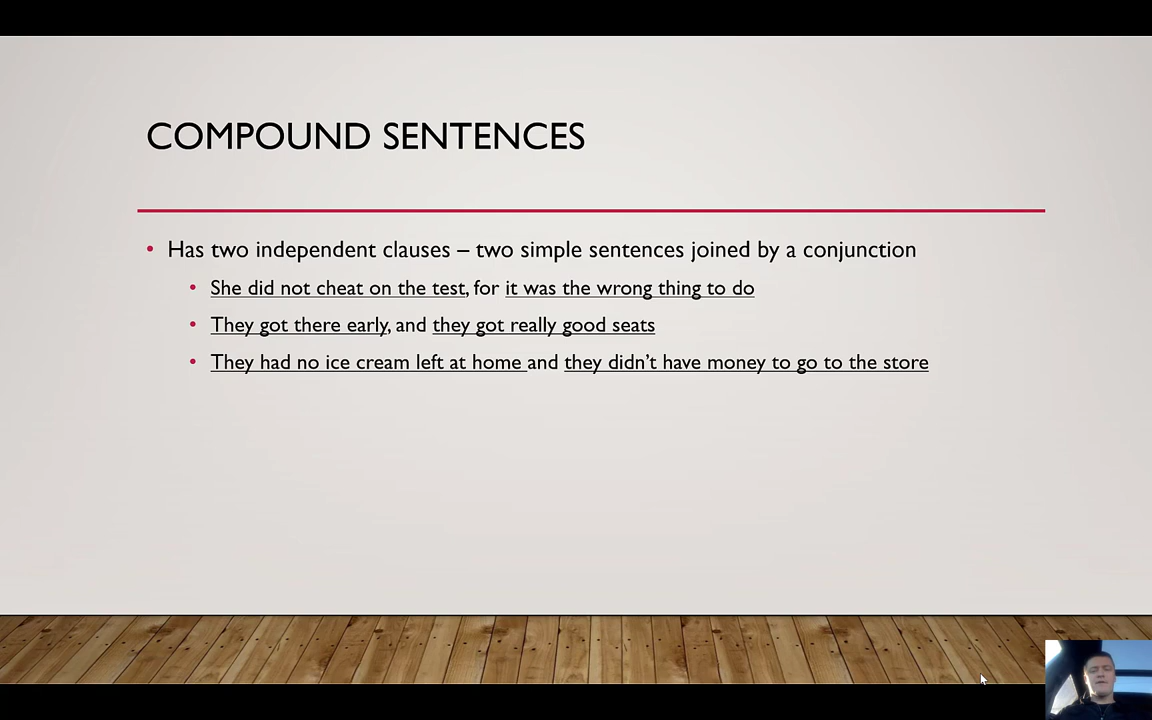 COMPOUND SENTENCES
• Has two independent clauses – two simple sentences joined by a conjunction
• She did not cheat on the test, for it was the wrong thing to do
• They got there early, and they got really good seats
• They had no ice cream left at home and they didn’t have money to go to the store